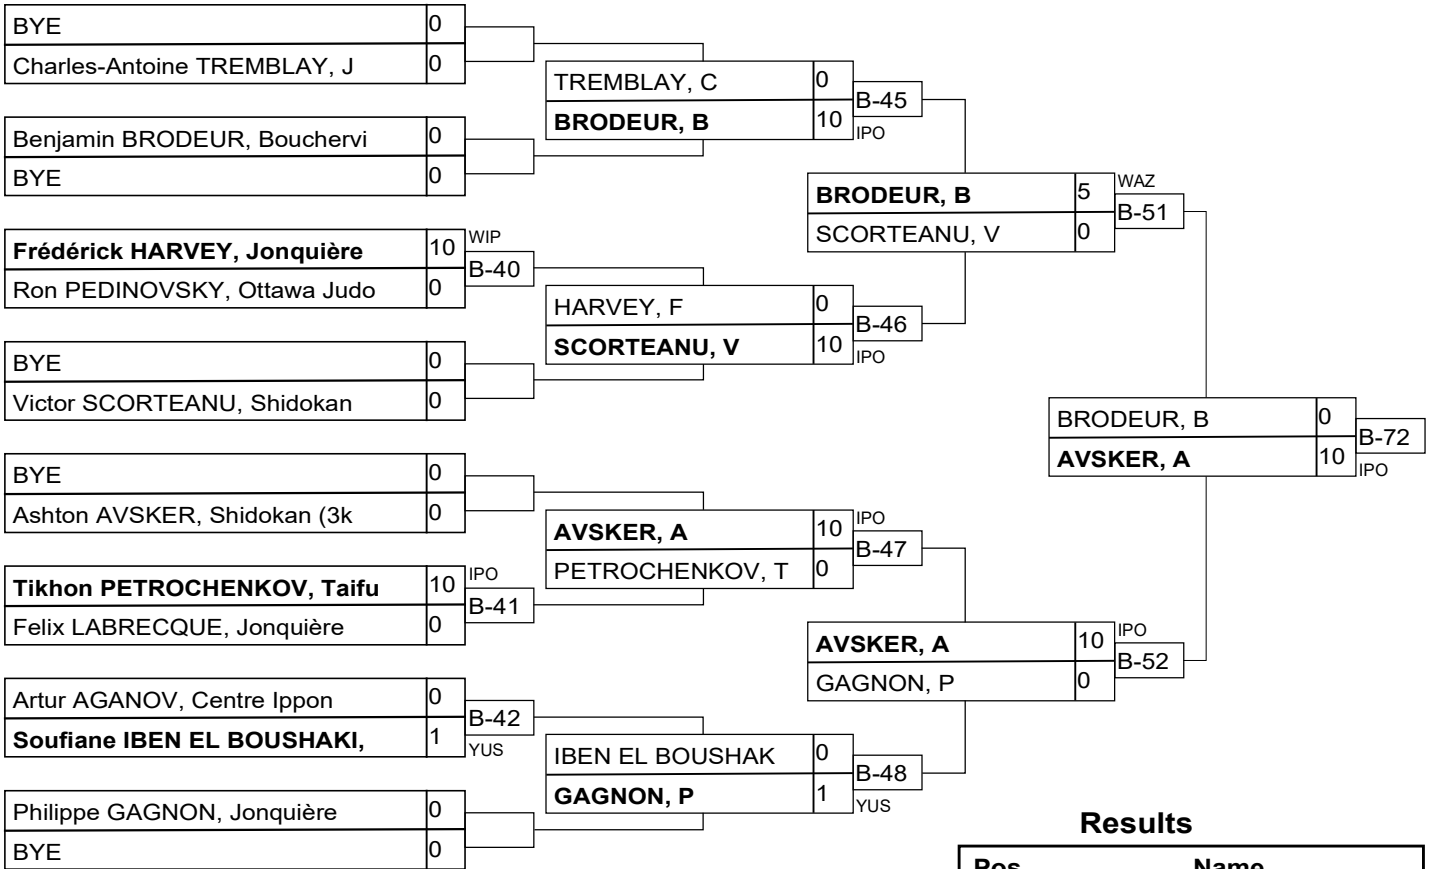 BYE 0
Charles-Antoine TREMBLAY, J 0
TREMBLAY, C 0
B-45
BRODEUR, B 10
IPO
Benjamin BRODEUR, Bouchervi 0
BYE 0
BRODEUR, B 5 WAZ
B-51
SCORTEANU, V 0
Frédérick HARVEY, Jonquière 10 WIP
B-40
Ron PEDINOVSKY, Ottawa Judo 0
HARVEY, F 0
B-46
SCORTEANU, V 10
IPO
BYE 0
Victor SCORTEANU, Shidokan 0
BRODEUR, B 0
B-72
AVSKER, A 10
IPO
BYE 0
Ashton AVSKER, Shidokan (3k 0
AVSKER, A 10 IPO
B-47
PETROCHENKOV, T 0
Tikhon PETROCHENKOV, Taifu 10 IPO
B-41
Felix LABRECQUE, Jonquière 0
AVSKER, A 10 IPO
B-52
GAGNON, P 0
Artur AGANOV, Centre Ippon 0
B-42
Soufiane IBEN EL BOUSHAKI, 1
YUS
IBEN EL BOUSHAK 0
B-48
GAGNON, P 1
YUS
Philippe GAGNON, Jonquière 0
BYE 0
Results
Pos Name